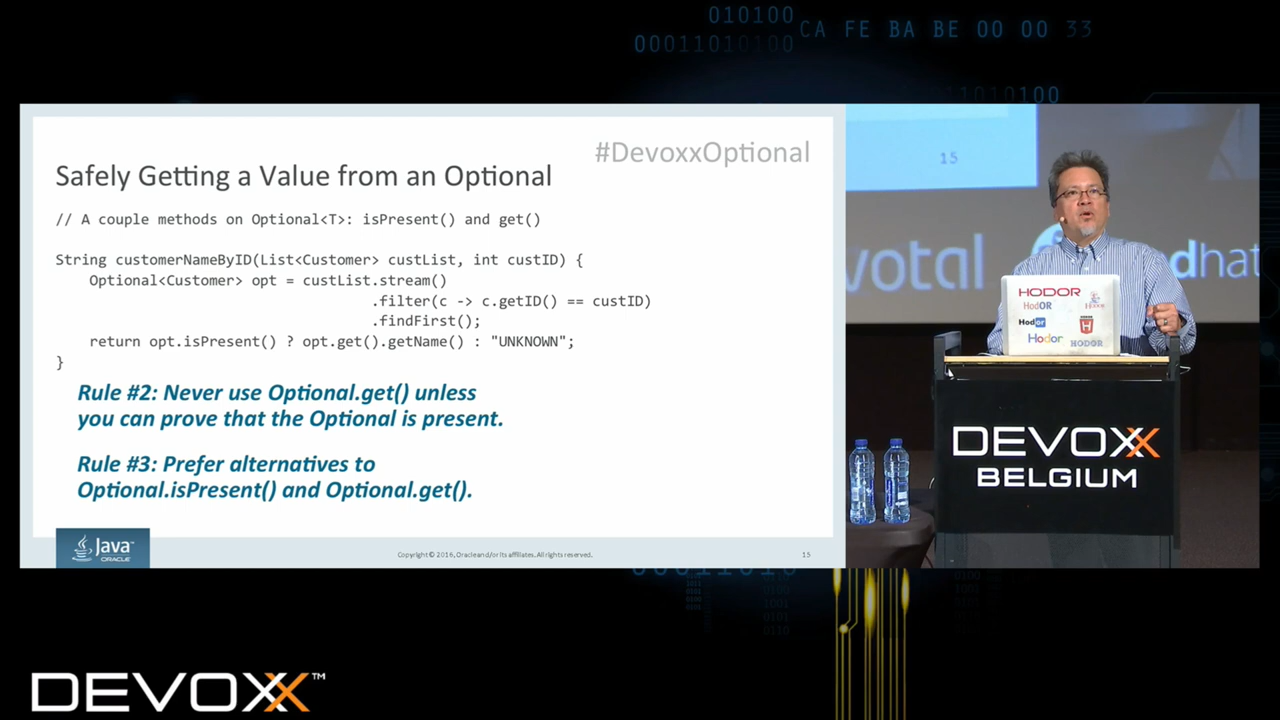 010100
00011010100
CA FE BA BE 00 00 33
11010100
#DevoxxOptional
Safely Getting a Value from an Optional
// A couple methods on Optional<T>: isPresent() and get()
String customerNameByID(List<Customer> custList, int custID) {
Optional<Customer> opt = custList.stream()
.filter(c -> c.getID() == custID)
.findFirst();
return opt.isPresent() ? opt.get().getName() : "UNKNOWN";
}
Rule #2: Never use Optional.get() unless
you can prove that the Optional is present.
Rule #3: Prefer alternatives to
Optional.isPresent() and Optional.get().
Java™
ORACLE
Copyright © 2016, Oracle and/or its affiliates. All rights reserved.
15
15
votal
dhat
HODOR
HodOR
Hodor
Hodor
HODOR
DEVOXX
BELGIUM
DEVOXX™